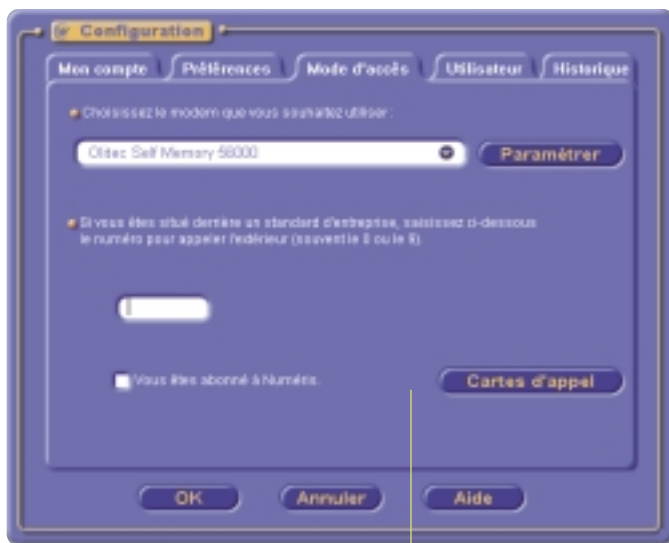 Configuration
Mon compte Préférences Mode d'accès Utilisateur Historique
Choisissez le modem que vous souhaitez utiliser :
Olitec Self Memory 56000
Paramétrer
Si vous êtes situé derrière un standard d'entreprise, saisissez ci-dessous
le numéro pour appeler l'extérieur (souvent le 0 ou le 9).
Vous êtes abonné à Numéris.
Cartes d'appel
OK Annuler Aide